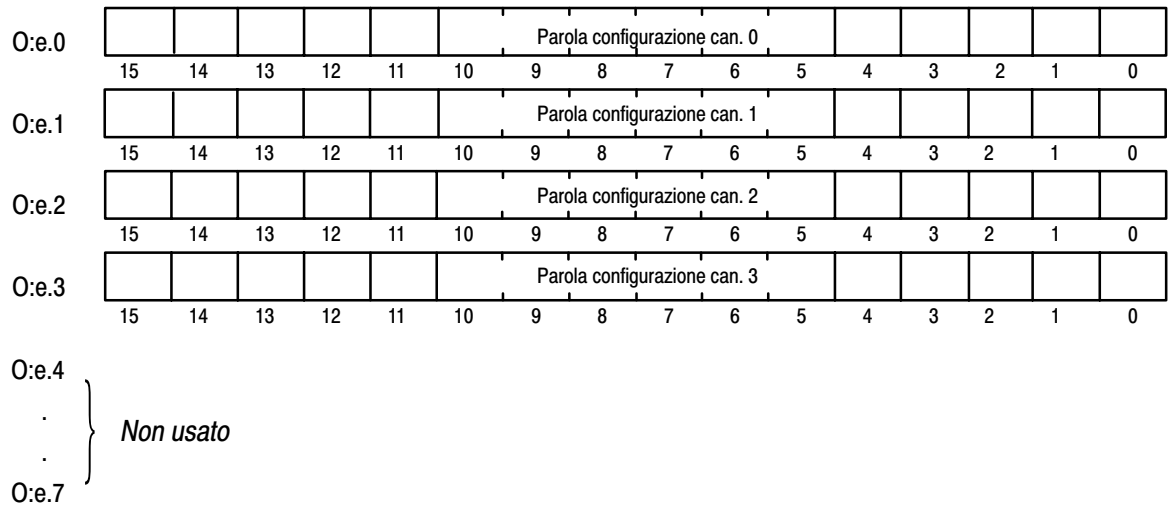 O:e.0 Parola configurazione can. 0
15 14 13 12 11 10 9 8 7 6 5 4 3 2 1 0
O:e.1 Parola configurazione can. 1
15 14 13 12 11 10 9 8 7 6 5 4 3 2 1 0
O:e.2 Parola configurazione can. 2
15 14 13 12 11 10 9 8 7 6 5 4 3 2 1 0
O:e.3 Parola configurazione can. 3
15 14 13 12 11 10 9 8 7 6 5 4 3 2 1 0
O:e.4
.
Non usato
.
O:e.7